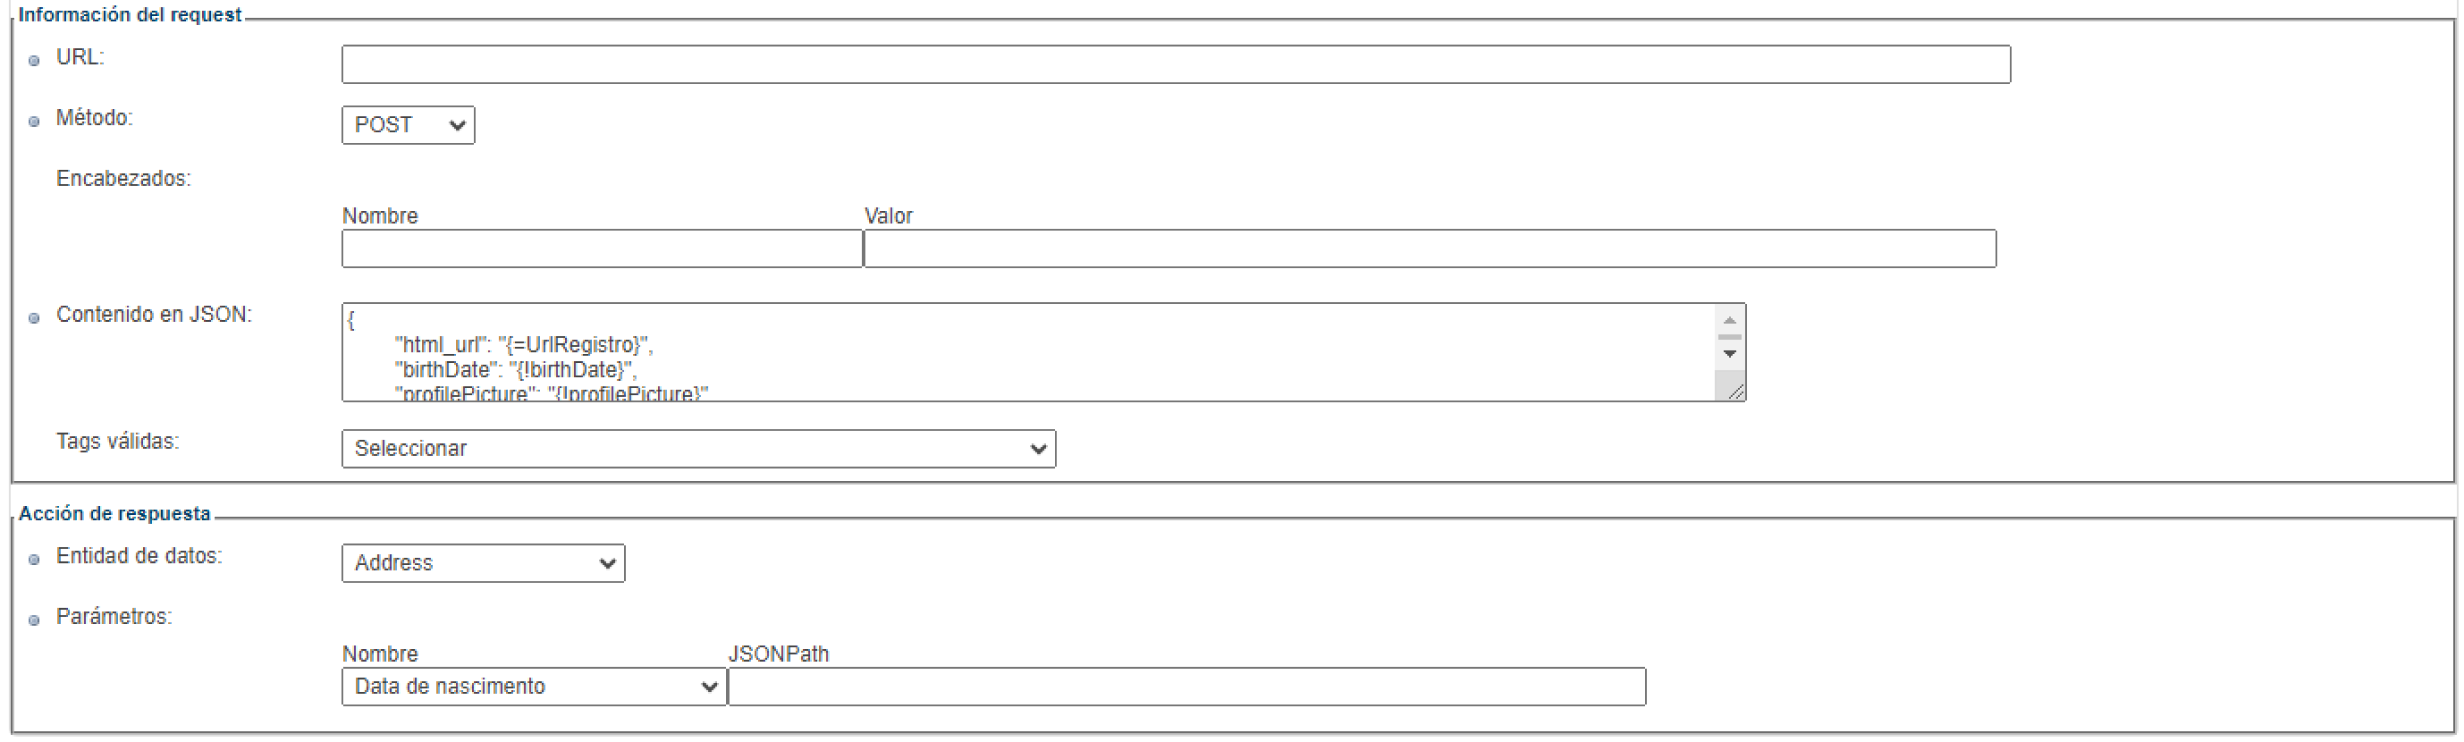 Información del request
URL:
Método:
POST
Encabezados:
Nombre Valor
Contenido en JSON:
{
"html_url": "{=UrlRegistro}",
"birthDate": "{!birthDate}",
"profilePicture": "{!profilePicture}"
Tags válidas:
Seleccionar
Acción de respuesta
Entidad de datos:
Address
Parámetros:
Nombre JSONPath
Data de nascimento